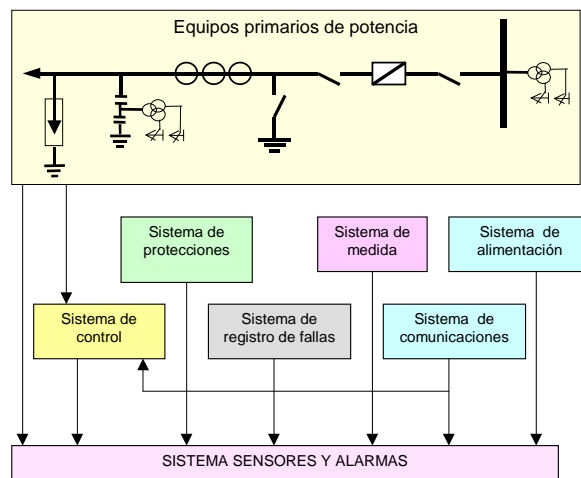 Equipos primarios de potencia
Sistema de
protecciones
Sistema de
medida
Sistema de
alimentación
Sistema de
control
Sistema de
registro de fallas
Sistema de
comunicaciones
SISTEMA SENSORES Y ALARMAS